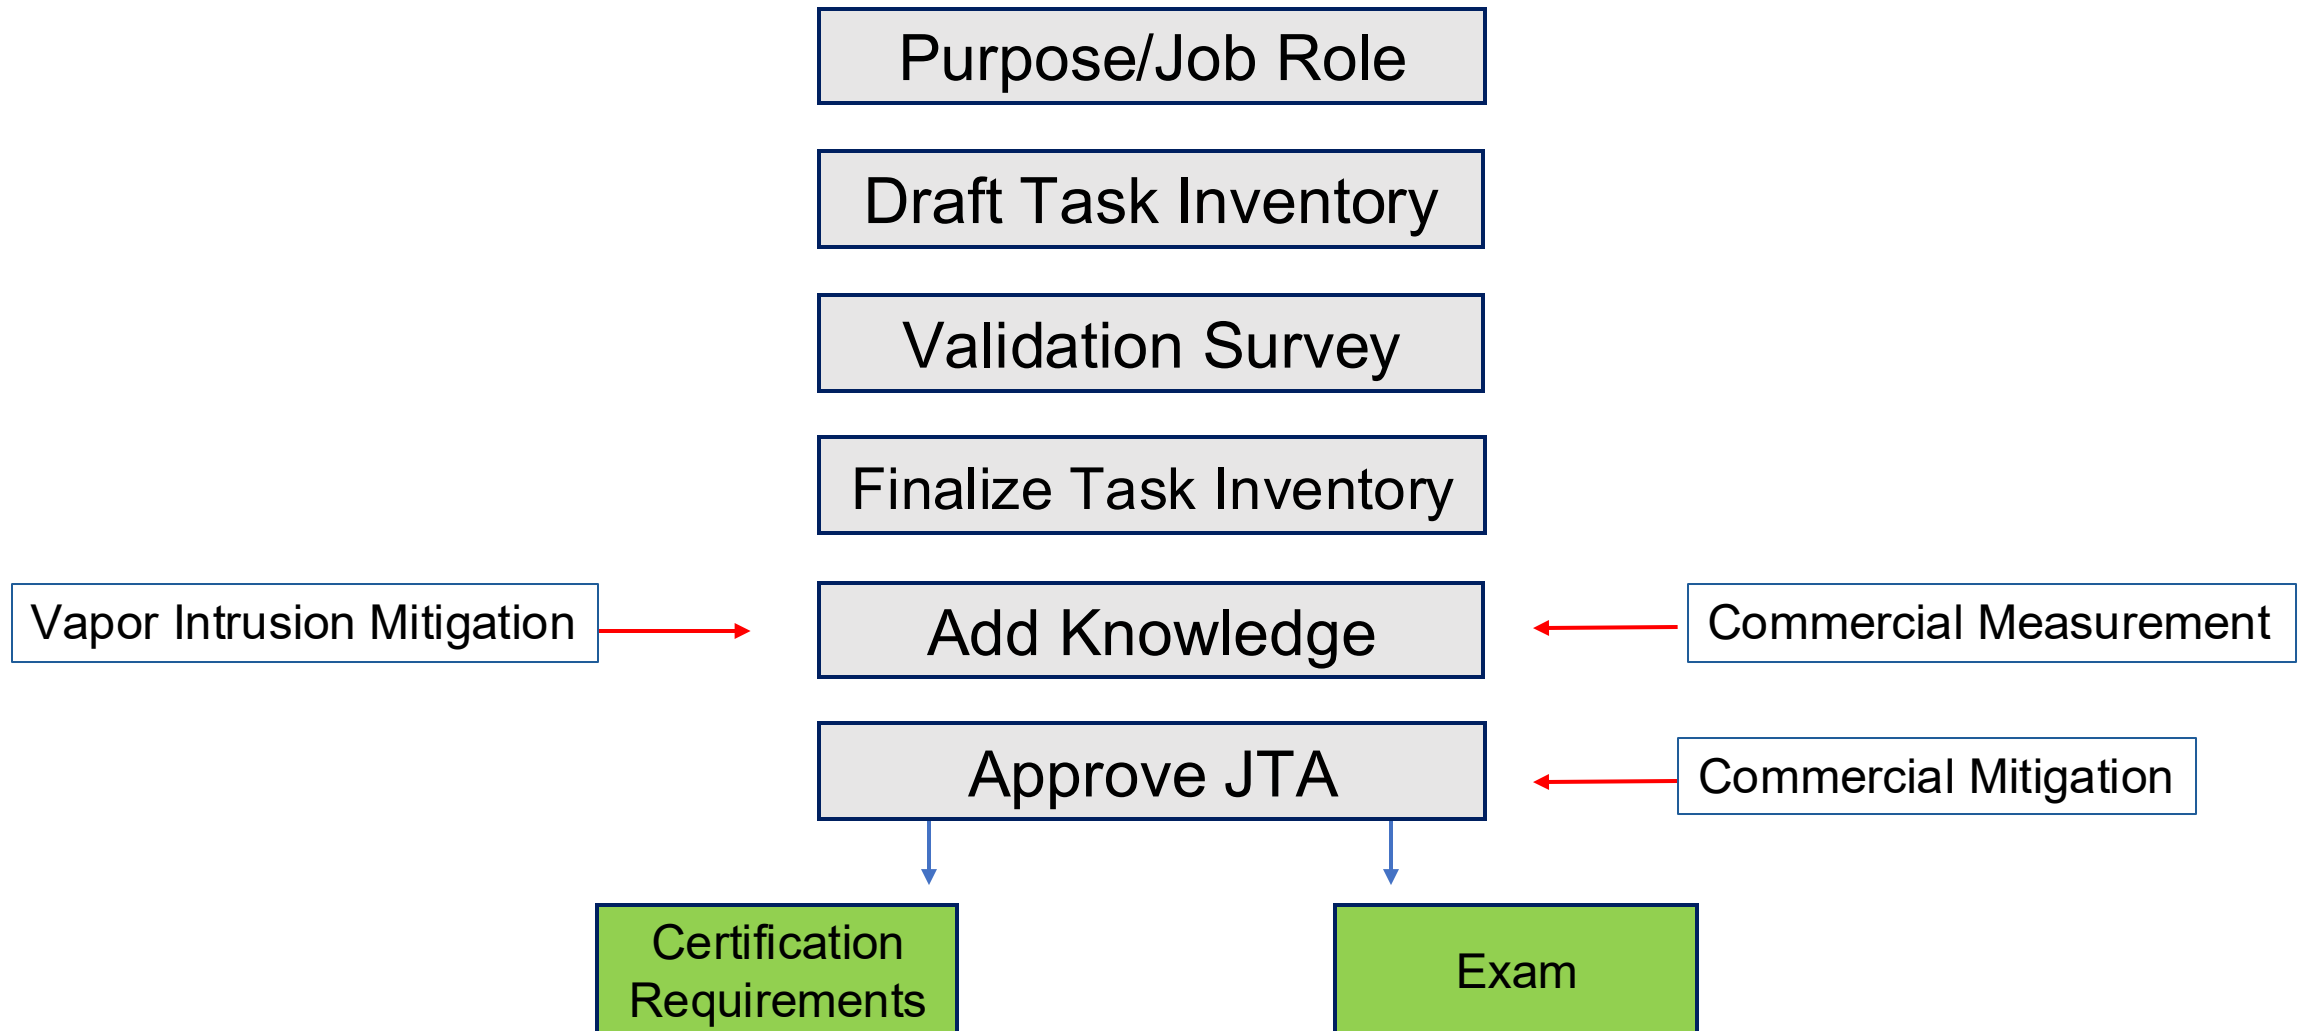 Purpose/Job Role
Draft Task Inventory
Validation Survey
Finalize Task Inventory
Vapor Intrusion Mitigation
Add Knowledge
Commercial Measurement
Approve JTA
Commercial Mitigation
Certification
Requirements
Exam